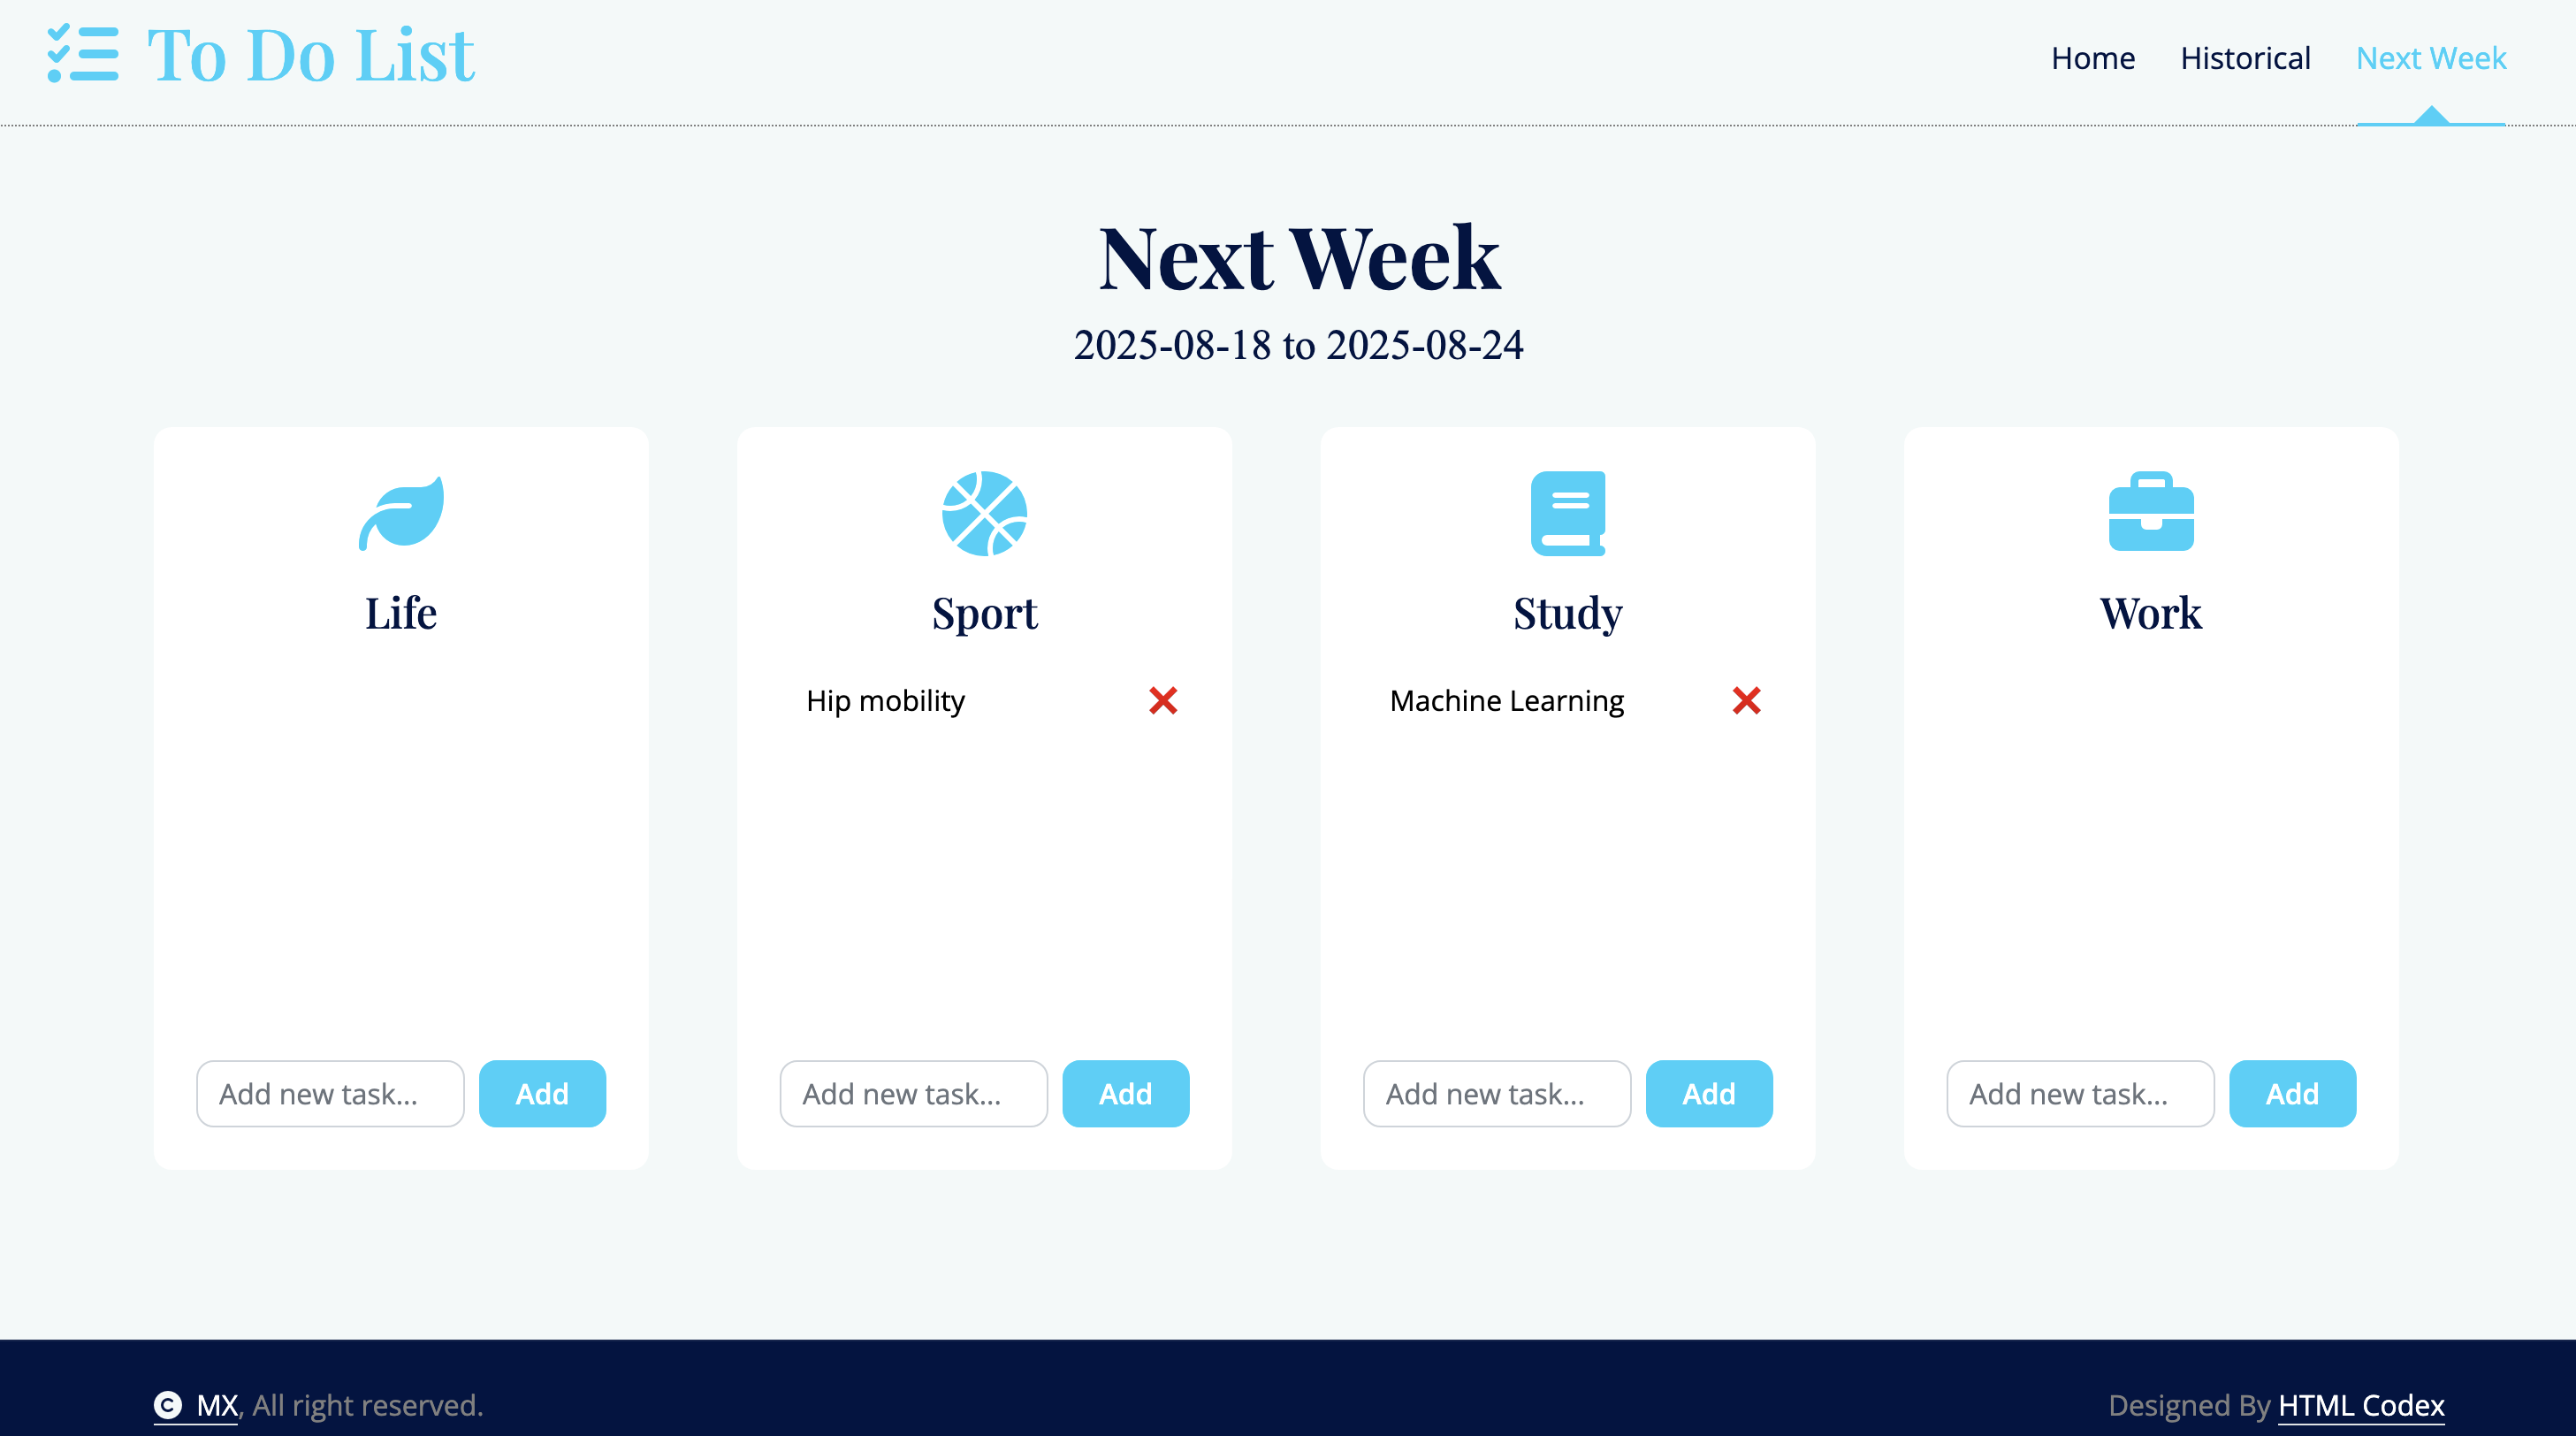 To Do List
Home Historical Next Week
Next Week
2025-08-18 to 2025-08-24
Life
Sport
Study
Work
Hip mobility
Machine Learning
Add new task... Add
Add new task... Add
Add new task... Add
Add new task... Add
© MX, All right reserved.
Designed By HTML Codex